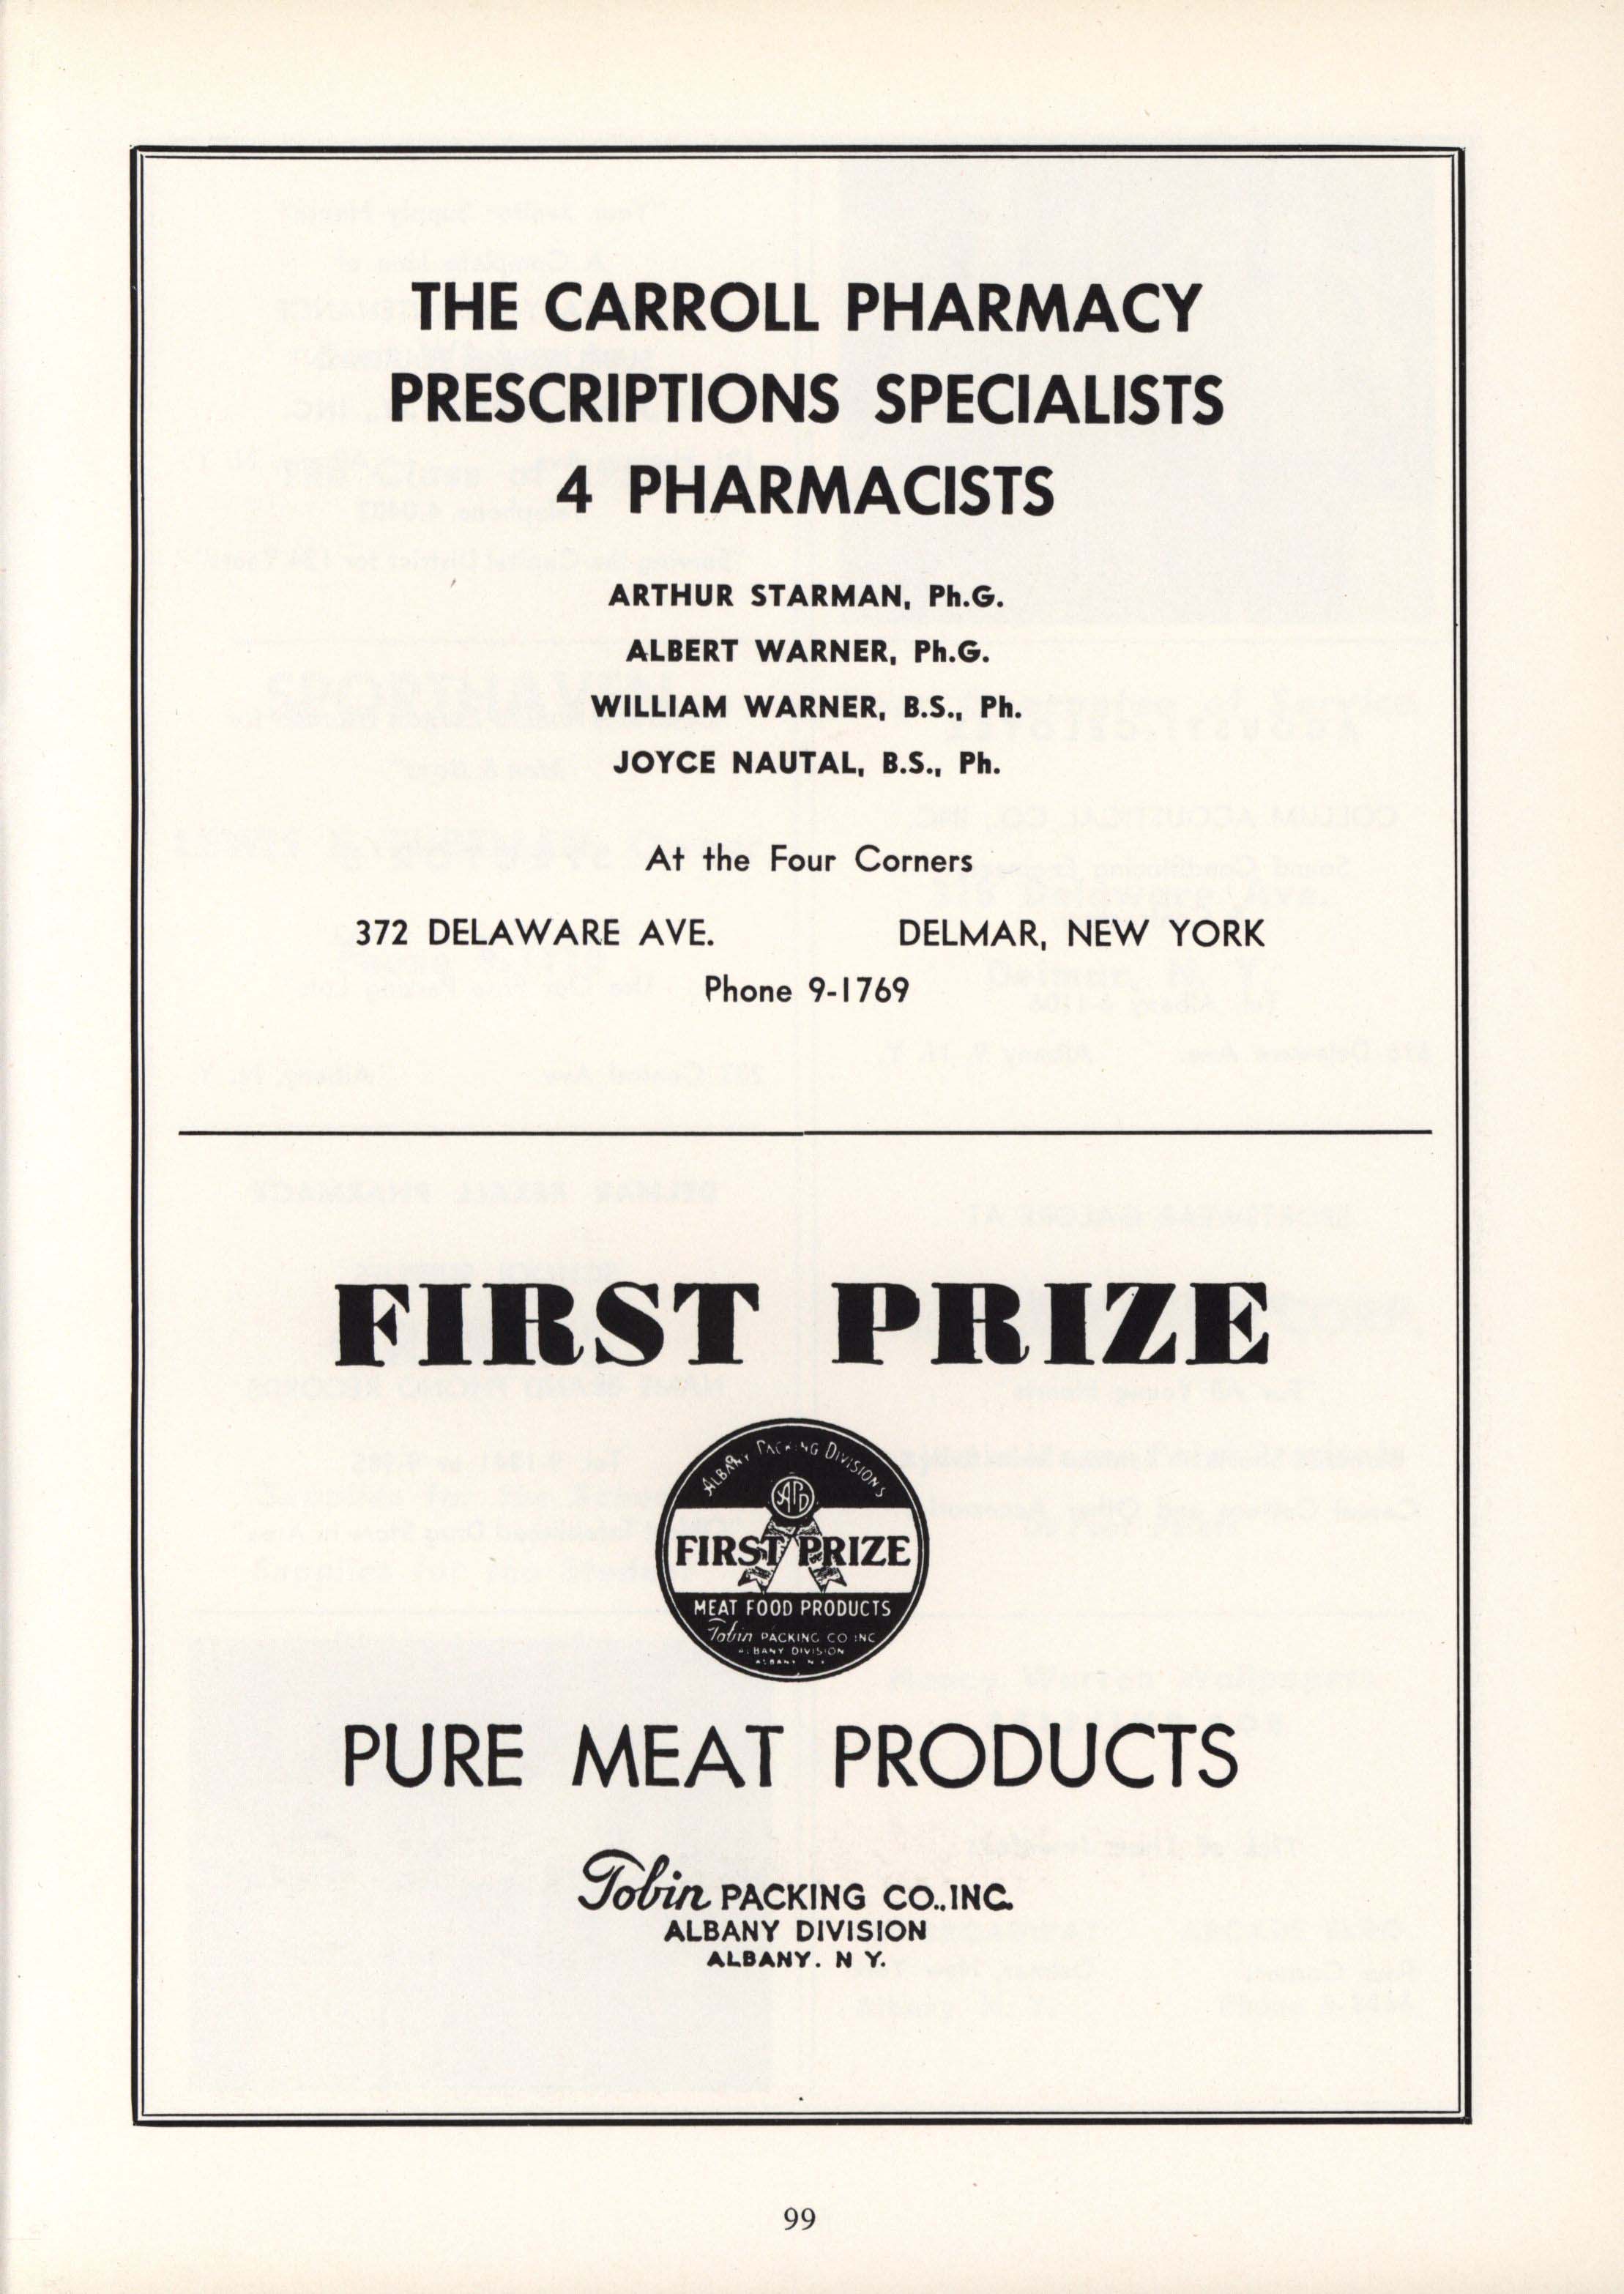 THE CARROLL PHARMACY
PRESCRIPTIONS SPECIALISTS
4 PHARMACISTS
ARTHUR STARMAN, Ph.G.
ALBERT WARNER, Ph.G.
WILLIAM WARNER, B.S., Ph.
JOYCE NAUTAL, B.S., Ph.
At the Four Corners
372 DELAWARE AVE. DELMAR, NEW YORK
Phone 9-1769
FIRST PRIZE
ALBANY PACKING DIVISION'S
APD
FIRST PRIZE
MEAT FOOD PRODUCTS
Tobin PACKING CO INC
ALBANY DIVISION
ALBANY N Y
PURE MEAT PRODUCTS
Tobin PACKING CO., INC.
ALBANY DIVISION
ALBANY. N Y.
99